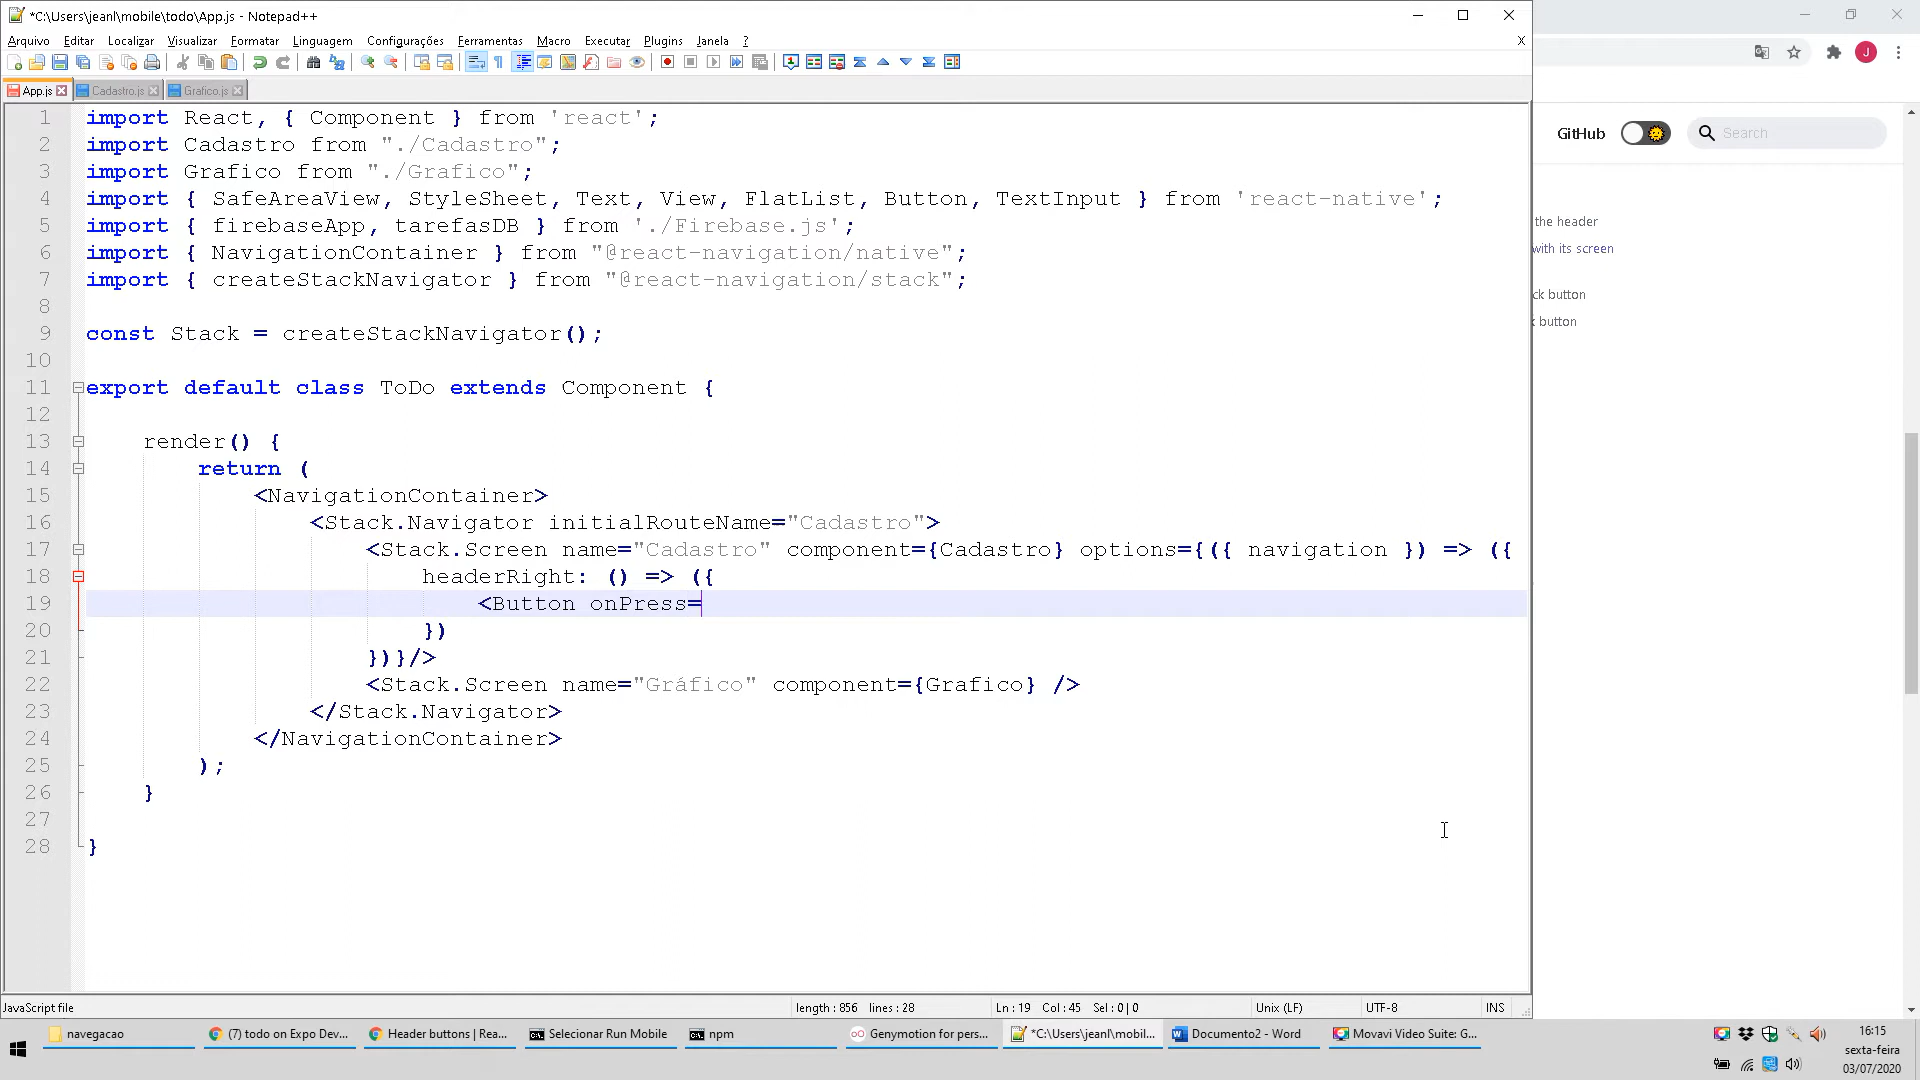 *C:\Users\jeanl\mobile\todo\App.js - Notepad++
Arquivo Editar Localizar Visualizar Formatar Linguagem Configurações Ferramentas Macro Executar Plugins Janela ? X
App.js Cadastro.js Grafico.js
1 import React, { Component } from 'react';
2 import Cadastro from "./Cadastro";
3 import Grafico from "./Grafico";
4 import { SafeAreaView, StyleSheet, Text, View, FlatList, Button, TextInput } from 'react-native';
5 import { firebaseApp, tarefasDB } from './Firebase.js';
6 import { NavigationContainer } from "@react-navigation/native";
7 import { createStackNavigator } from "@react-navigation/stack";
8
9 const Stack = createStackNavigator();
10
11 export default class ToDo extends Component {
12
13 render() {
14 return (
15 <NavigationContainer>
16 <Stack.Navigator initialRouteName="Cadastro">
17 <Stack.Screen name="Cadastro" component={Cadastro} options={({ navigation }) => ({
18 headerRight: () => ({
19 <Button onPress=
20 })
21 })}/>
22 <Stack.Screen name="Gráfico" component={Grafico} />
23 </Stack.Navigator>
24 </NavigationContainer>
25 );
26 }
27
28 }
J
GitHub Search
the header
with its screen
ck button
k button
JavaScript file length : 856 lines : 28 Ln : 19 Col : 45 Sel : 0 | 0 Unix (LF) UTF-8 INS
navegacao (7) todo on Expo Dev... Header buttons | Rea... Selecionar Run Mobile npm Genymotion for pers... *C:\Users\jeanl\mobil... Documento2 - Word Movavi Video Suite: G...
16:15
sexta-feira
03/07/2020